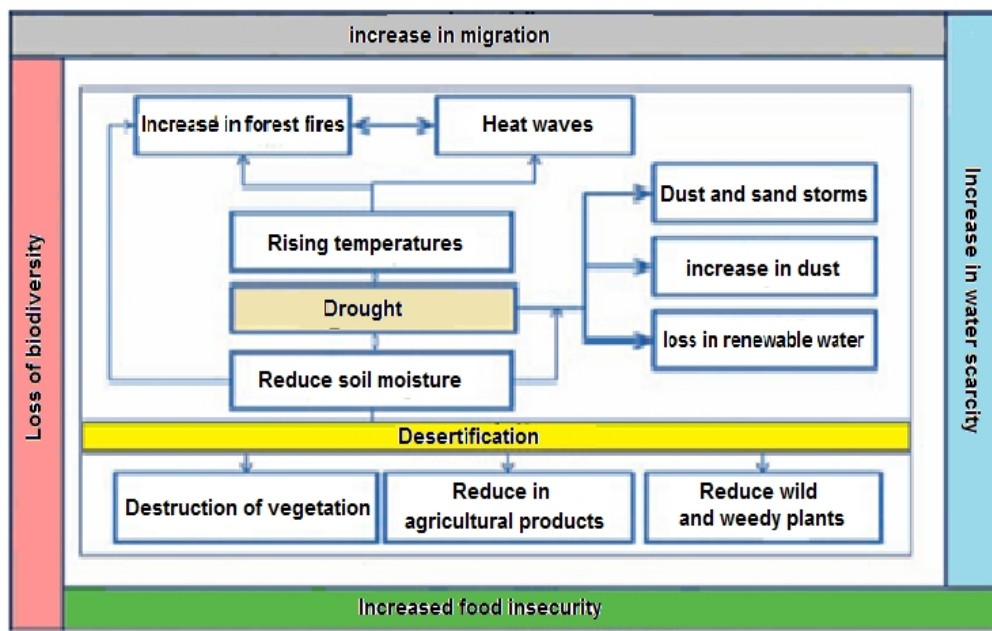 increase in migration
Increase in forest fires
Heat waves
Dust and sand storms
Rising temperatures
increase in dust
Drought
loss in renewable water
Reduce soil moisture
Desertification
Destruction of vegetation
Reduce in
agricultural products
Reduce wild
and weedy plants
Loss of biodiversity
Increase in water scarcity
Increased food insecurity